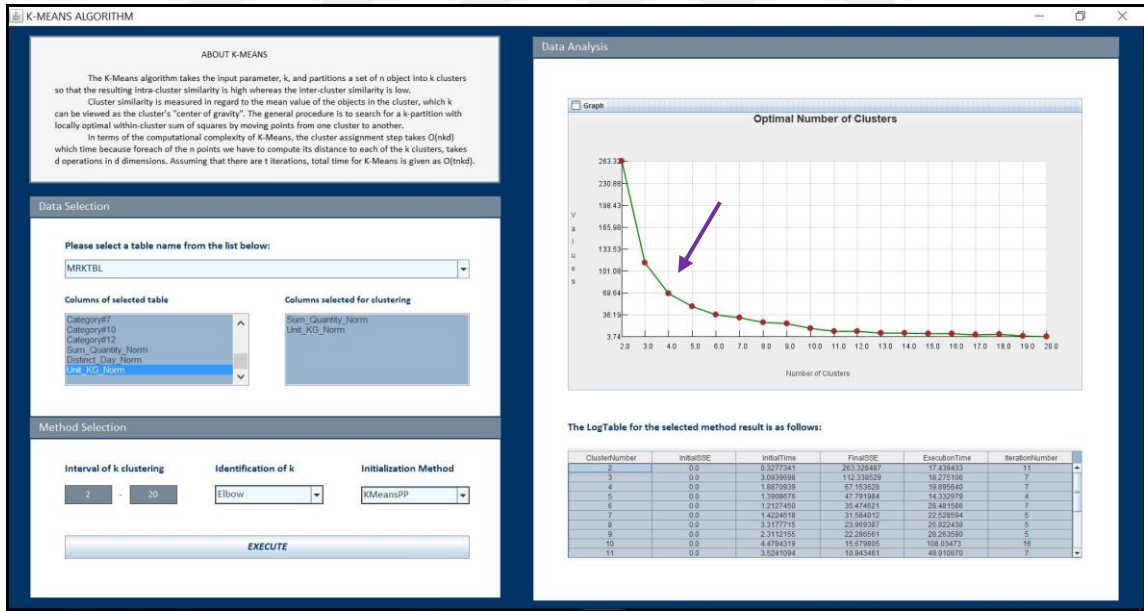 K-MEANS ALGORITHM
ABOUT K-MEANS
The K-Means algorithm takes the input parameter, k, and partitions a set of n object into k clusters
so that the resulting intra-cluster similarity is high whereas the inter-cluster similarity is low.
Cluster similarity is measured in regard to the mean value of the objects in the cluster, which k
can be viewed as the cluster's "center of gravity". The general procedure is to search for a k-partition with
locally optimal within-cluster sum of squares by moving points from one cluster to another.
In terms of the computational complexity of K-Means, the cluster assignment step takes O(nkd)
which time because foreach of the n points we have to compute its distance to each of the k clusters, takes
d operations in d dimensions. Assuming that there are t iterations, total time for K-Means is given as O(tnkd).
Data Selection
Please select a table name from the list below:
MRKTBL
Columns of selected table
Category#7
Category#10
Category#12
Sum_Quantity_Norm
Distinct_Day_Norm
Unit_KG_Norm
Columns selected for clustering
Sum_Quantity_Norm
Unit_KG_Norm
Method Selection
Interval of k clustering
2 - 20
Identification of k
Elbow
Initialization Method
KMeansPP
EXECUTE
Data Analysis
Graph
Optimal Number of Clusters
Values
263.33
230.88
198.43
165.98
133.53
101.08
68.64
36.19
3.74
2.0 3.0 4.0 5.0 6.0 7.0 8.0 9.0 10.0 11.0 12.0 13.0 14.0 15.0 16.0 17.0 18.0 19.0 20.0
Number of Clusters
The LogTable for the selected method result is as follows:
ClusterNumber InitialSSE InitialTime FinalSSE ExecutionTime IterationNumber
2 0.0 0.3277341 263.328487 17.439433 11
3 0.0 3.0939698 112.338529 18.275106 7
4 0.0 1.8870939 67.153628 19.895640 7
5 0.0 1.3908676 47.791984 14.332979 4
6 0.0 1.2127450 35.474621 28.481586 7
7 0.0 1.4224618 31.584012 22.528594 5
8 0.0 3.3177715 23.969387 26.822438 5
9 0.0 2.3112155 22.286561 28.263590 5
10 0.0 4.4794319 15.679805 108.03473 16
11 0.0 3.5241094 10.943461 49.910670 7